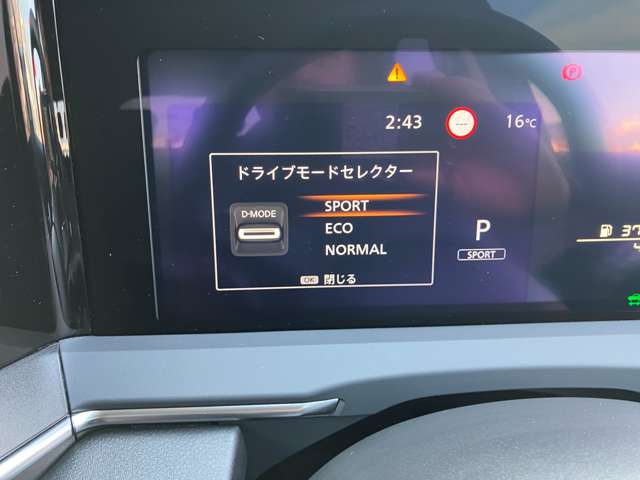 2:43
16℃
ドライブモードセレクター
D-MODE
SPORT
ECO
NORMAL
OK 閉じる
P
SPORT
37